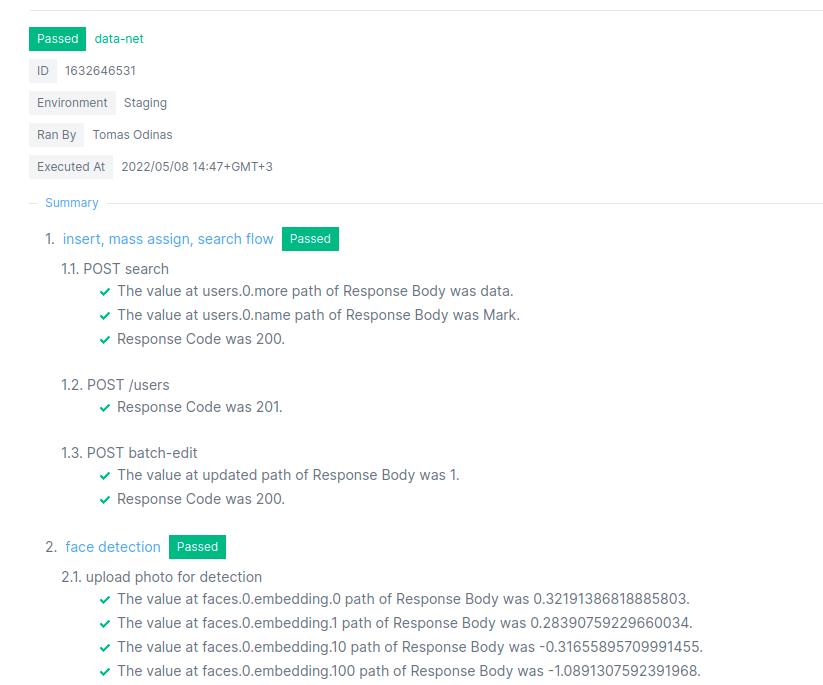 Passed data-net
ID 1632646531
Environment Staging
Ran By Tomas Odinas
Executed At 2022/05/08 14:47+GMT+3
Summary
1. insert, mass assign, search flow Passed
1.1. POST search
The value at users.0.more path of Response Body was data.
The value at users.0.name path of Response Body was Mark.
Response Code was 200.
1.2. POST /users
Response Code was 201.
1.3. POST batch-edit
The value at updated path of Response Body was 1.
Response Code was 200.
2. face detection Passed
2.1. upload photo for detection
The value at faces.0.embedding.0 path of Response Body was 0.32191386818885803.
The value at faces.0.embedding.1 path of Response Body was 0.28390759229660034.
The value at faces.0.embedding.10 path of Response Body was -0.31655895709991455.
The value at faces.0.embedding.100 path of Response Body was -1.0891307592391968.